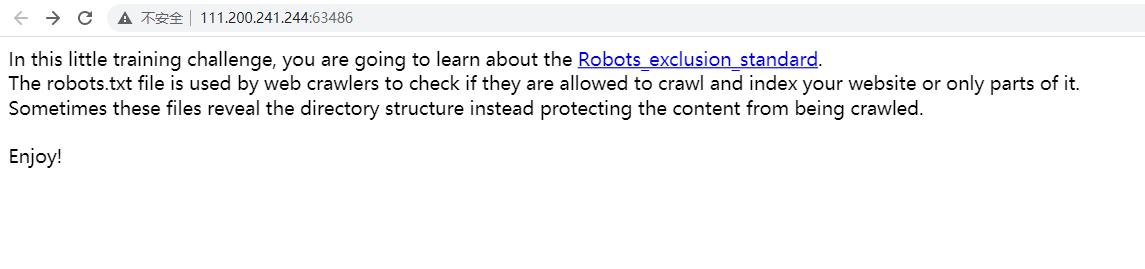 不安全 111.200.241.244:63486
In this little training challenge, you are going to learn about the Robots_exclusion_standard.
The robots.txt file is used by web crawlers to check if they are allowed to crawl and index your website or only parts of it.
Sometimes these files reveal the directory structure instead protecting the content from being crawled.
Enjoy!